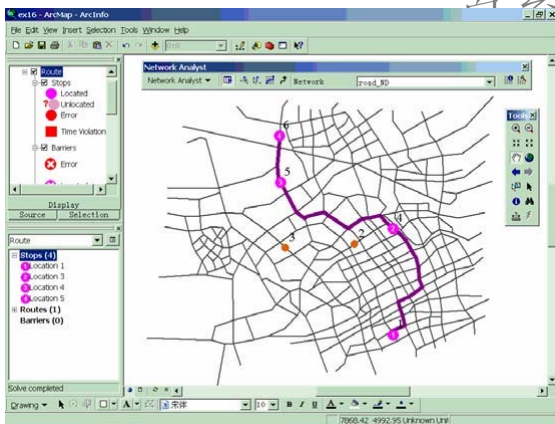 ex16 - ArcMap - ArcInfo
File Edit View Insert Selection Tools Window Help
Network Analyst
Network Analyst
Network
road_ND
Route
Stops
Located
Unlocated
Error
Time Violation
Barriers
Error
Display
Source
Selection
Route
Stops (4)
Location 1
Location 3
Location 4
Location 5
Routes (1)
Barriers (0)
6
5
4
3
2
Tools
Solve completed
Drawing
A
宋体
10
B I U A
7868.42 4992.95 Unknown Unit